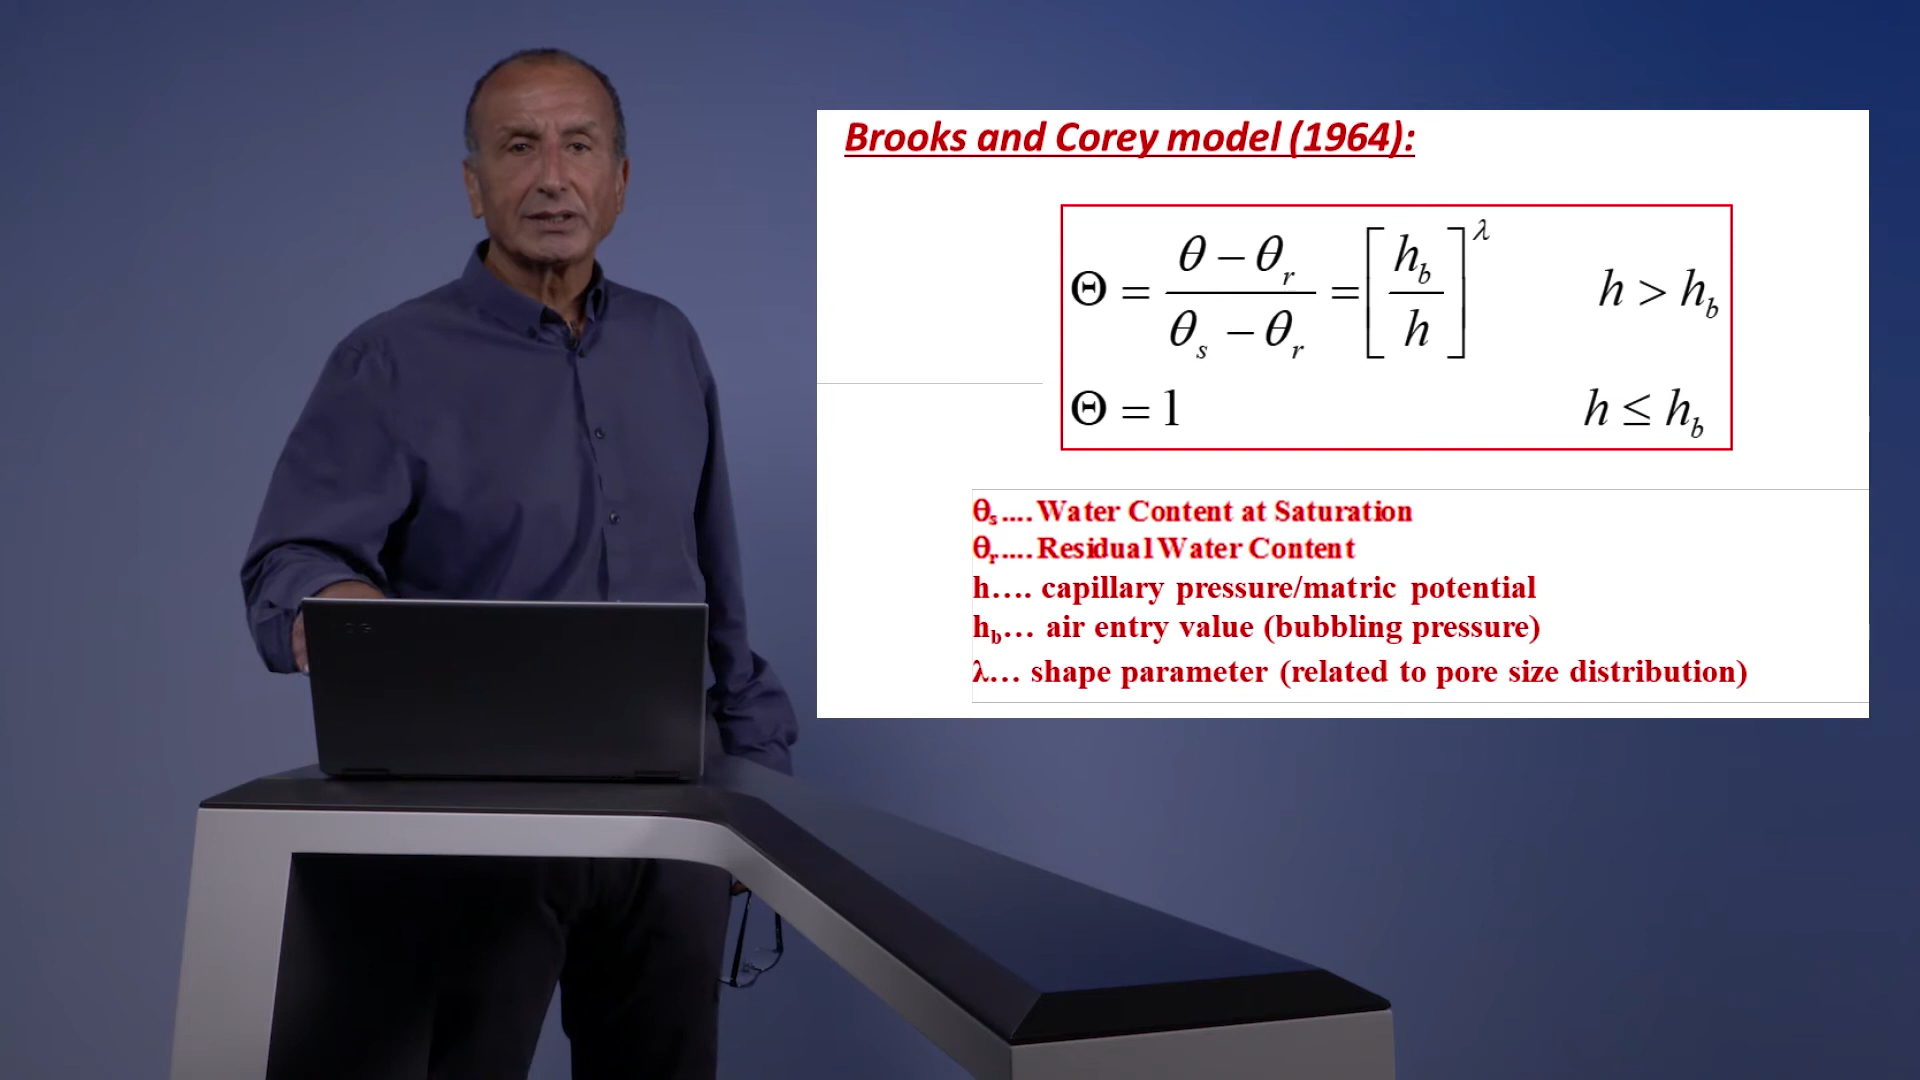 Brooks and Corey model (1964):
Θ = (θ − θr) / (θs − θr) = [hb / h]^λ h > hb
Θ = 1 h ≤ hb
θs.... Water Content at Saturation
θr..... Residual Water Content
h…. capillary pressure/matric potential
hb… air entry value (bubbling pressure)
λ… shape parameter (related to pore size distribution)